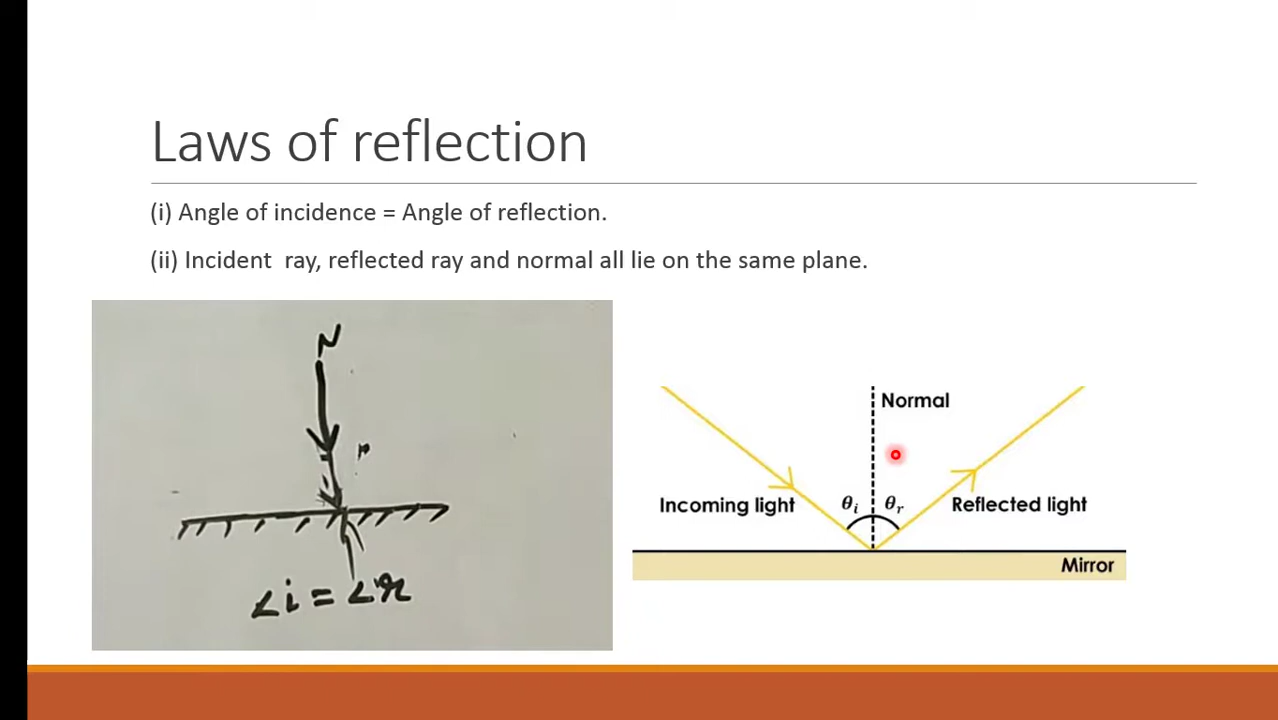 Laws of reflection
(i) Angle of incidence = Angle of reflection.
(ii) Incident  ray, reflected ray and normal all lie on the same plane.
N
∠i = ∠r
Normal
Incoming light
θi
θr
Reflected light
Mirror